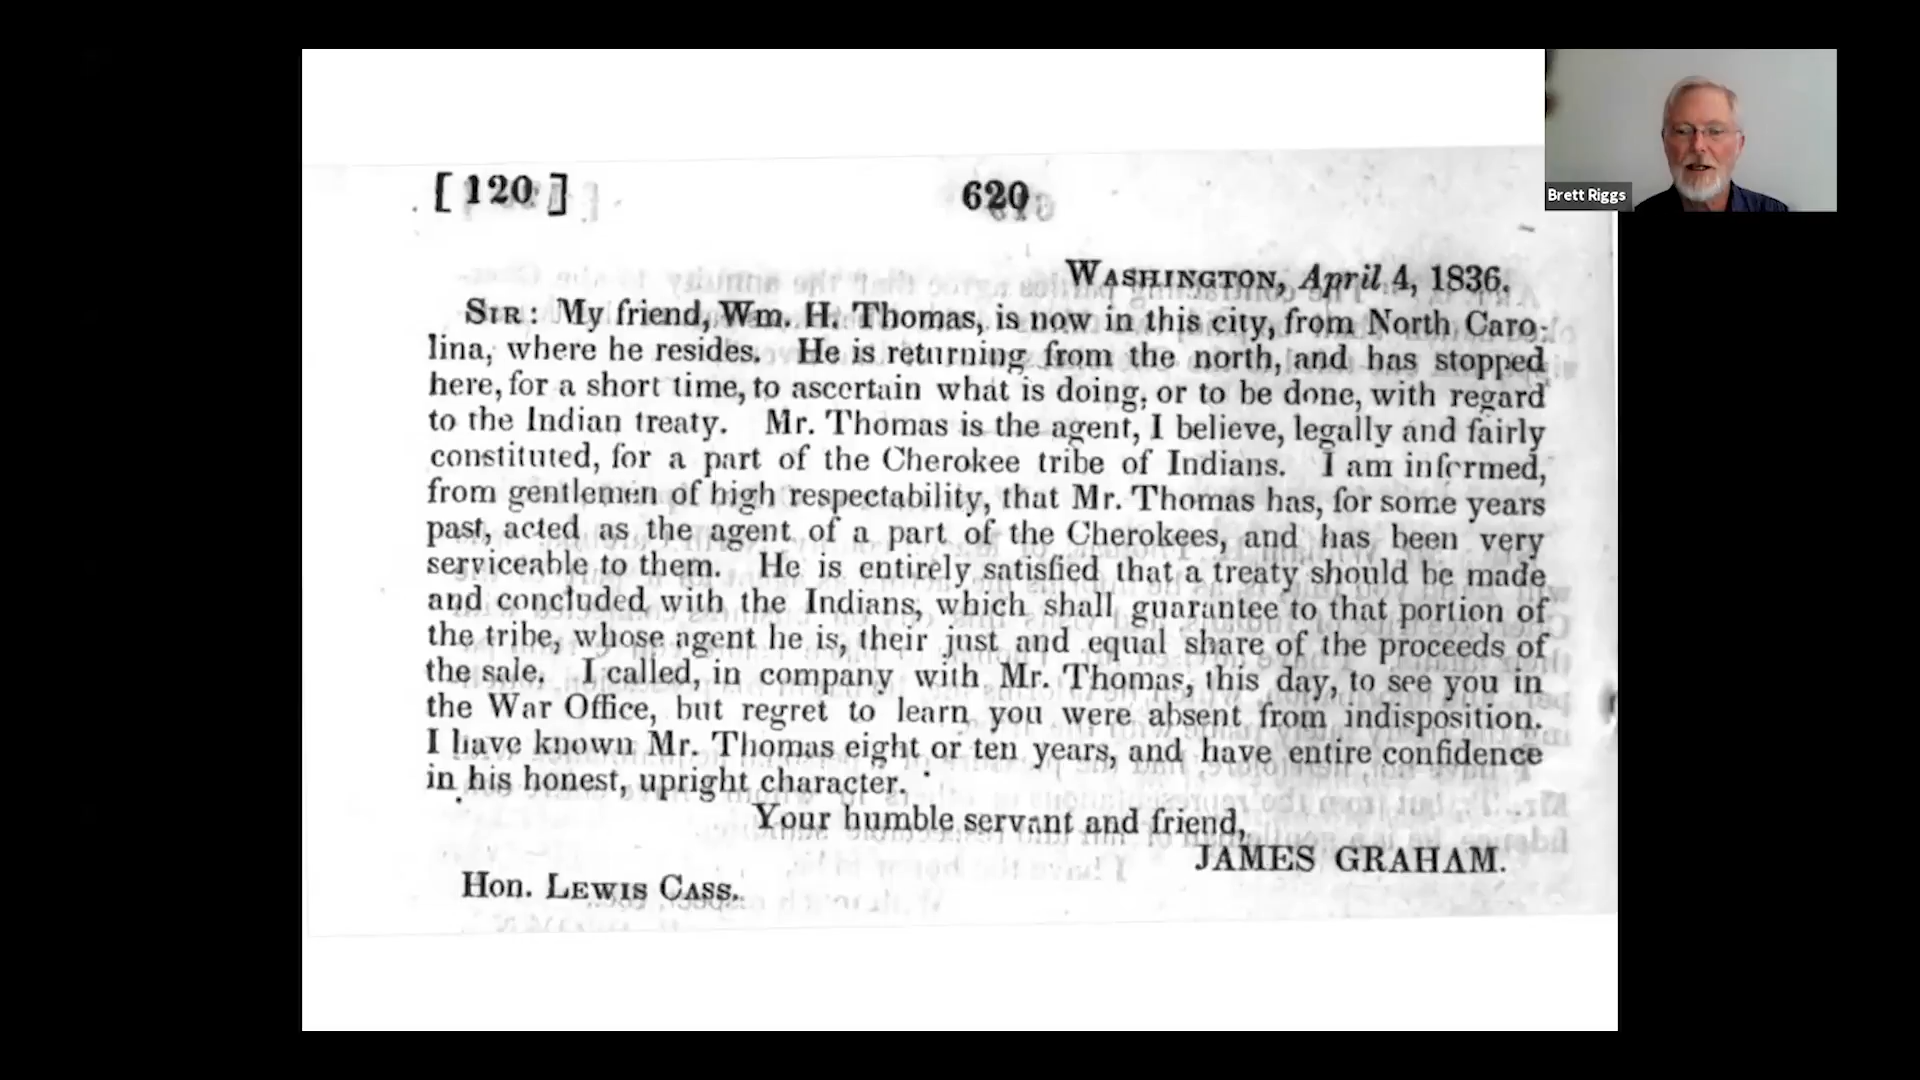 [ 120 ] 620
WASHINGTON, April 4, 1836.
SIR: My friend, Wm. H. Thomas, is now in this city, from North Caro-
lina, where he resides. He is returning from the north, and has stopped
here, for a short time, to ascertain what is doing, or to be done, with regard
to the Indian treaty. Mr. Thomas is the agent, I believe, legally and fairly
constituted, for a part of the Cherokee tribe of Indians. I am informed,
from gentlemen of high respectability, that Mr. Thomas has, for some years
past, acted as the agent of a part of the Cherokees, and has been very
serviceable to them. He is entirely satisfied that a treaty should be made
and concluded with the Indians, which shall guarantee to that portion of
the tribe, whose agent he is, their just and equal share of the proceeds of
the sale. I called, in company with Mr. Thomas, this day, to see you in
the War Office, but regret to learn you were absent from indisposition.
I have known Mr. Thomas eight or ten years, and have entire confidence
in his honest, upright character.
Your humble servant and friend,
JAMES GRAHAM.
Hon. LEWIS CASS.
Brett Riggs